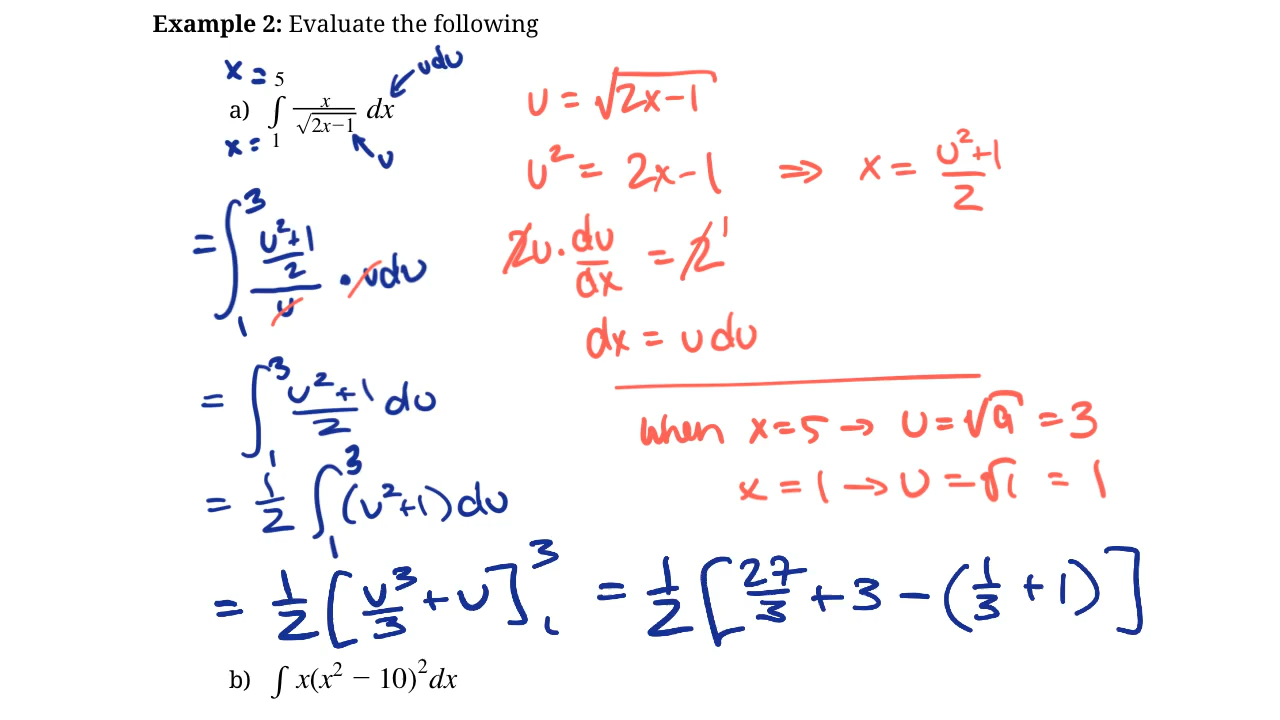 Example 2: Evaluate the following
x = 5
a) ∫ x/√(2x−1) dx ← udu
x = 1 ↖ u
u = √(2x−1)
u² = 2x−1 ⇒ x = (u²+1)/2
2u · du/dx = 2 1
dx = u du
When x=5 → u = √9 = 3
x = 1 → u = √1 = 1
= ∫₁³ ((u²+1)/2)/u · udu
= ∫₁³ (u²+1)/2 du
= 1/2 ∫₁³ (u²+1) du
= 1/2 [u³/3 + u]₁³ = 1/2 [27/3 + 3 − (1/3 + 1)]
b) ∫ x(x² − 10)² dx